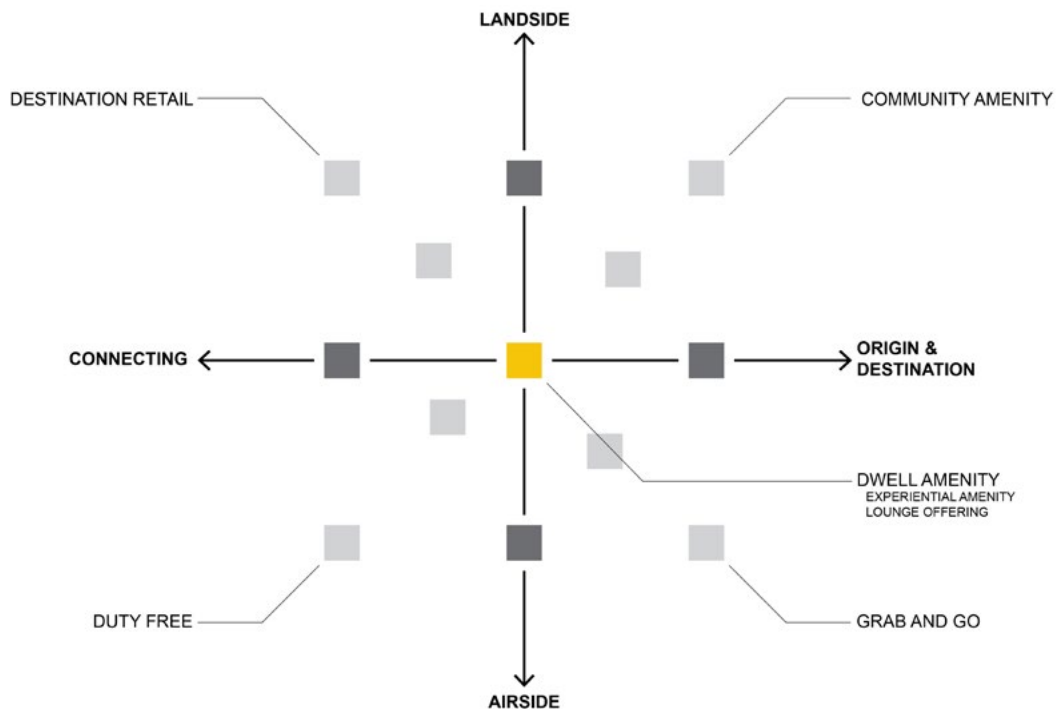 LANDSIDE
DESTINATION RETAIL
COMMUNITY AMENITY
CONNECTING
ORIGIN &
DESTINATION
DWELL AMENITY
EXPERIENTIAL AMENITY
LOUNGE OFFERING
DUTY FREE
GRAB AND GO
AIRSIDE